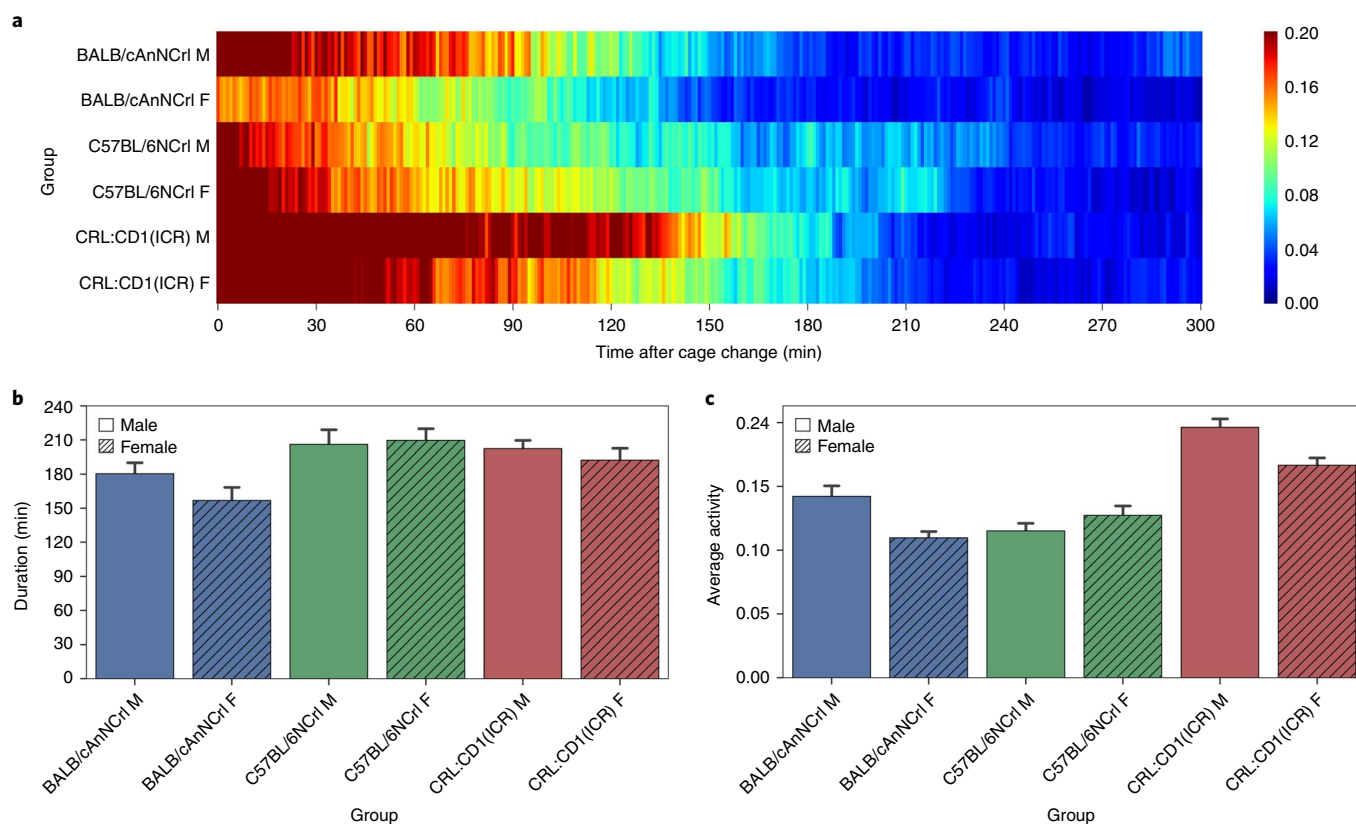 a
BALB/cAnNCrl M
BALB/cAnNCrl F
C57BL/6NCrl M
C57BL/6NCrl F
CRL:CD1(ICR) M
CRL:CD1(ICR) F
Group
0 30 60 90 120 150 180 210 240 270 300
Time after cage change (min)
0.20
0.16
0.12
0.08
0.04
0.00
b
240
210
180
150
120
90
60
30
0
Duration (min)
Male
Female
BALB/cAnNCrl M
BALB/cAnNCrl F
C57BL/6NCrl M
C57BL/6NCrl F
CRL:CD1(ICR) M
CRL:CD1(ICR) F
Group
c
0.24
0.15
0.10
0.05
0.00
Average activity
Male
Female
BALB/cAnNCrl M
BALB/cAnNCrl F
C57BL/6NCrl M
C57BL/6NCrl F
CRL:CD1(ICR) M
CRL:CD1(ICR) F
Group